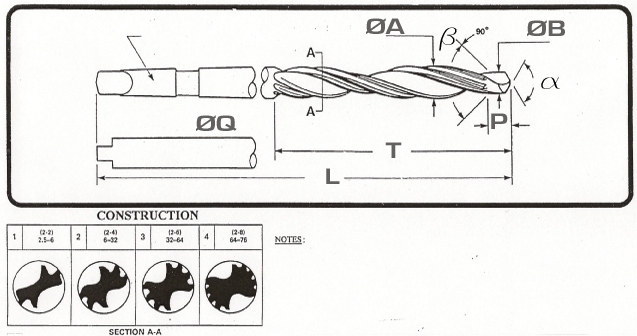 ØA
β
90°
ØB
A
α
A
P
ØQ
T
L
CONSTRUCTION
1 (2-2) 2.5-6
2 (2-4) 6-32
3 (2-6) 32-64
4 (2-8) 64-76
NOTES:
SECTION A-A